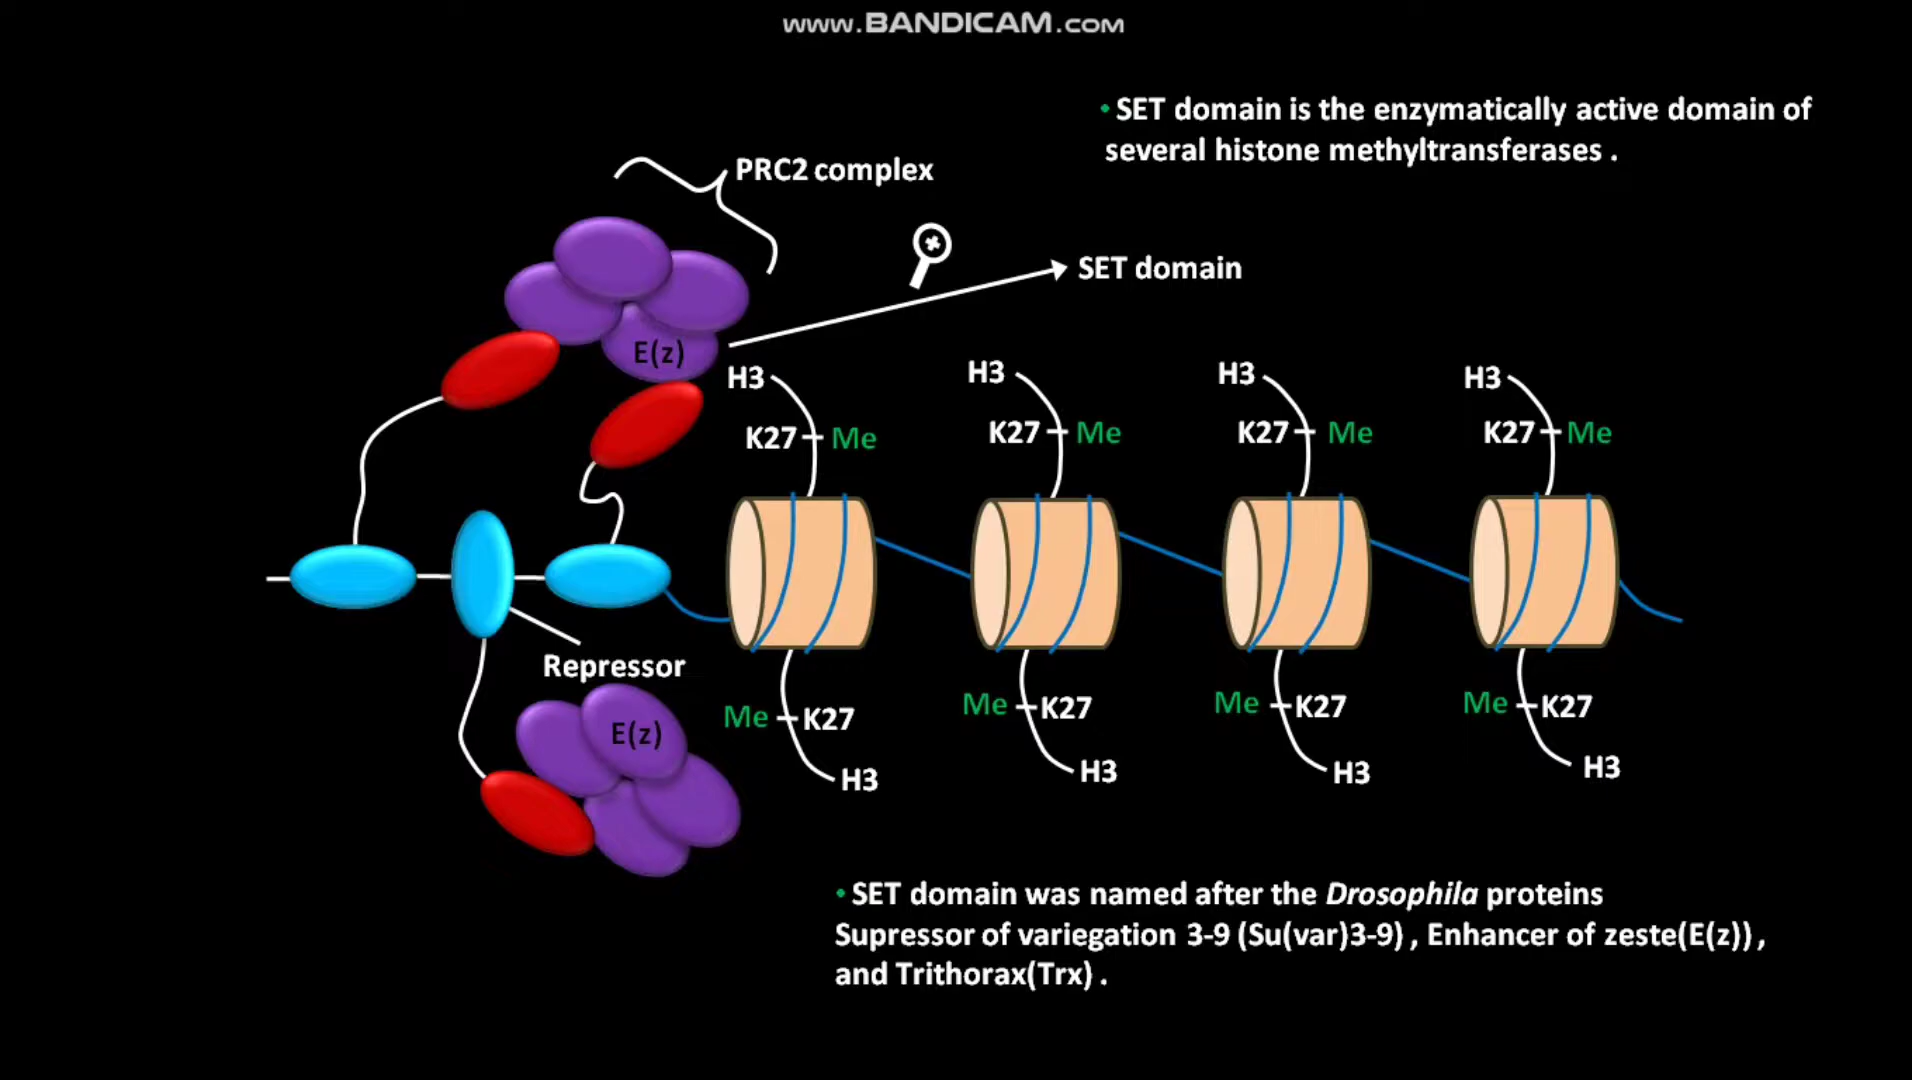 www.BANDICAM.com
• SET domain is the enzymatically active domain of
several histone methyltransferases .
PRC2 complex
SET domain
E(z)
H3
H3
H3
H3
K27 Me
K27 Me
K27 Me
K27 Me
Repressor
E(z)
Me K27
Me K27
Me K27
Me K27
H3
H3
H3
H3
• SET domain was named after the Drosophila proteins
Supressor of variegation 3-9 (Su(var)3-9) , Enhancer of zeste(E(z)) ,
and Trithorax(Trx) .